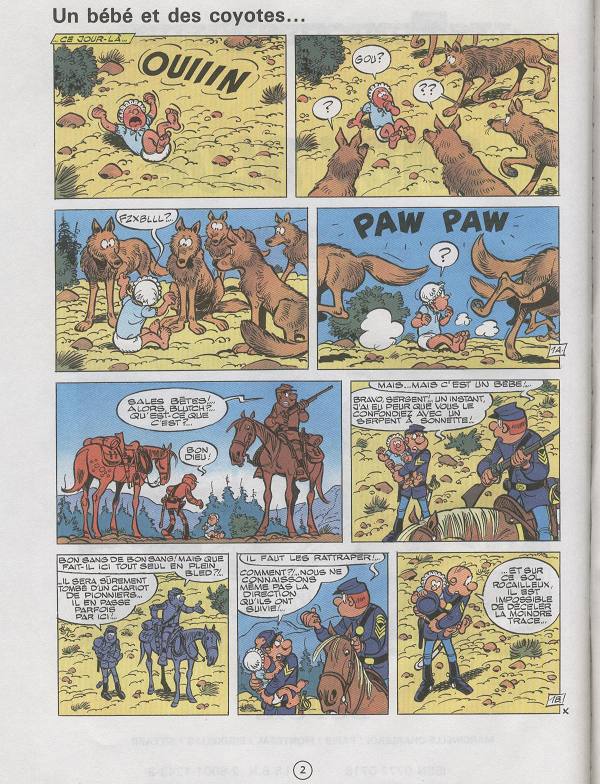 Un bébé et des coyotes...
CE JOUR-LÀ...
OUIIIN
GOU?
?
??
FZXBLLL?..
PAW PAW
?
1A
SALES BÊTES!..
ALORS, BLUTCH?..
QU'EST-CE QUE
C'EST?..
BON
DIEU!
MAIS...MAIS C'EST UN BÉBÉ!..
BRAVO, SERGENT!.. UN INSTANT,
J'AI EU PEUR QUE VOUS LE
CONFONDIEZ AVEC UN
SERPENT À SONNETTE!..
BON SANG DE BON SANG! MAIS QUE
FAIT-IL ICI TOUT SEUL EN PLEIN
BLED?!..
...IL SERA SÛREMENT
TOMBÉ D'UN CHARIOT
DE PIONNIERS...
IL EN PASSE
PARFOIS
PAR ICI!..
IL FAUT LES RATTRAPER!..
COMMENT?!..NOUS NE
CONNAISSONS
MÊME PAS LA
DIRECTION
QU'ILS ONT
SUIVIE...
...ET SUR
CE SOL
ROCAILLEUX,
IL EST
IMPOSSIBLE
DE DÉCELER
LA MOINDRE
TRACE...
1B
X
2